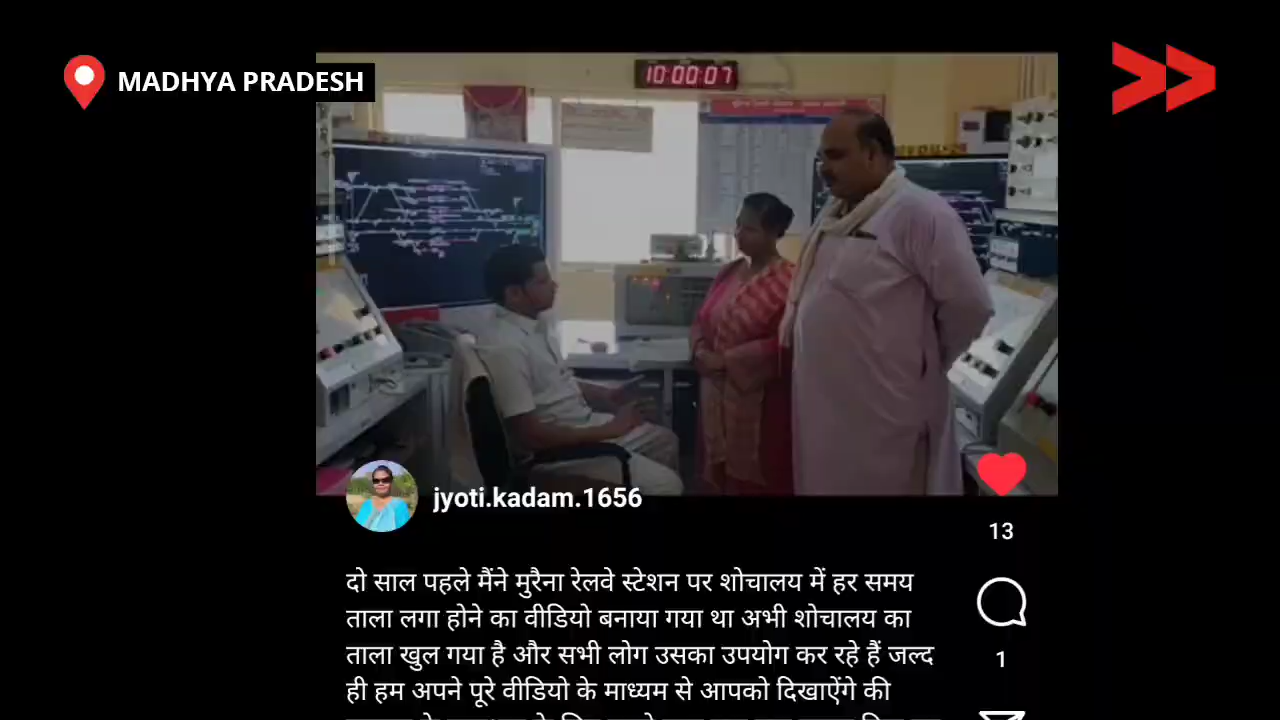 MADHYA PRADESH
10:00:07
jyoti.kadam.1656
13
दो साल पहले मैंने मुरैना रेलवे स्टेशन पर शोचालय में हर समय
ताला लगा होने का वीडियो बनाया गया था अभी शोचालय का
ताला खुल गया है और सभी लोग उसका उपयोग कर रहे हैं जल्द
1
ही हम अपने पूरे वीडियो के माध्यम से आपको दिखाऐंगे की